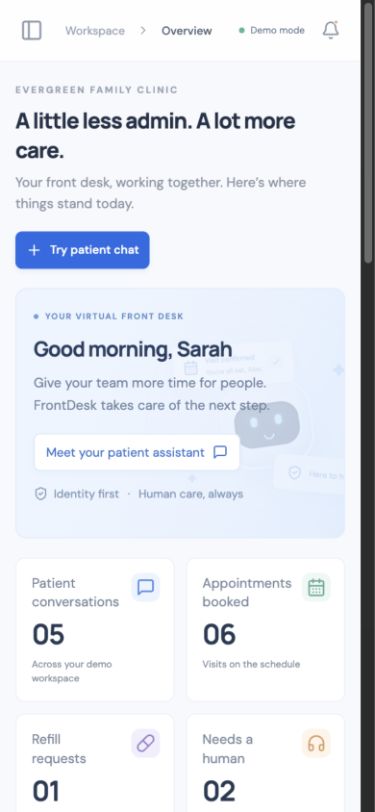 Workspace > Overview Demo mode
EVERGREEN FAMILY CLINIC
A little less admin. A lot more
care.
Your front desk, working together. Here's where
things stand today.
+ Try patient chat
YOUR VIRTUAL FRONT DESK
Good morning, Sarah
Give your team more time for people.
FrontDesk takes care of the next step.
Meet your patient assistant
Here to h
Identity first · Human care, always
Patient
conversations
05
Across your demo
workspace
Appointments
booked
06
Visits on the schedule
Refill
requests
01
Needs a
human
02